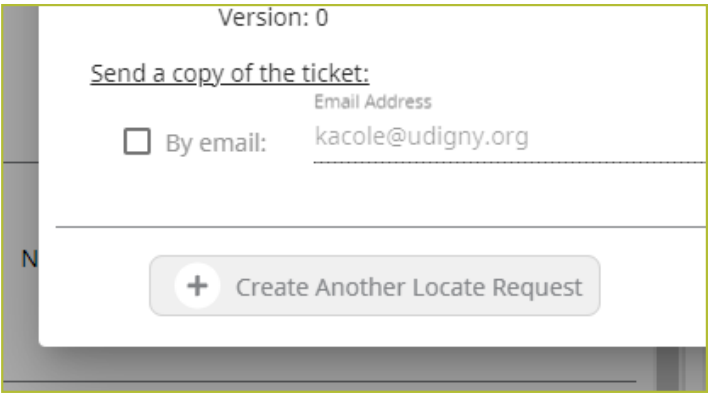 Version: 0
Send a copy of the ticket:
Email Address
By email: kacole@udigny.org
N
Create Another Locate Request